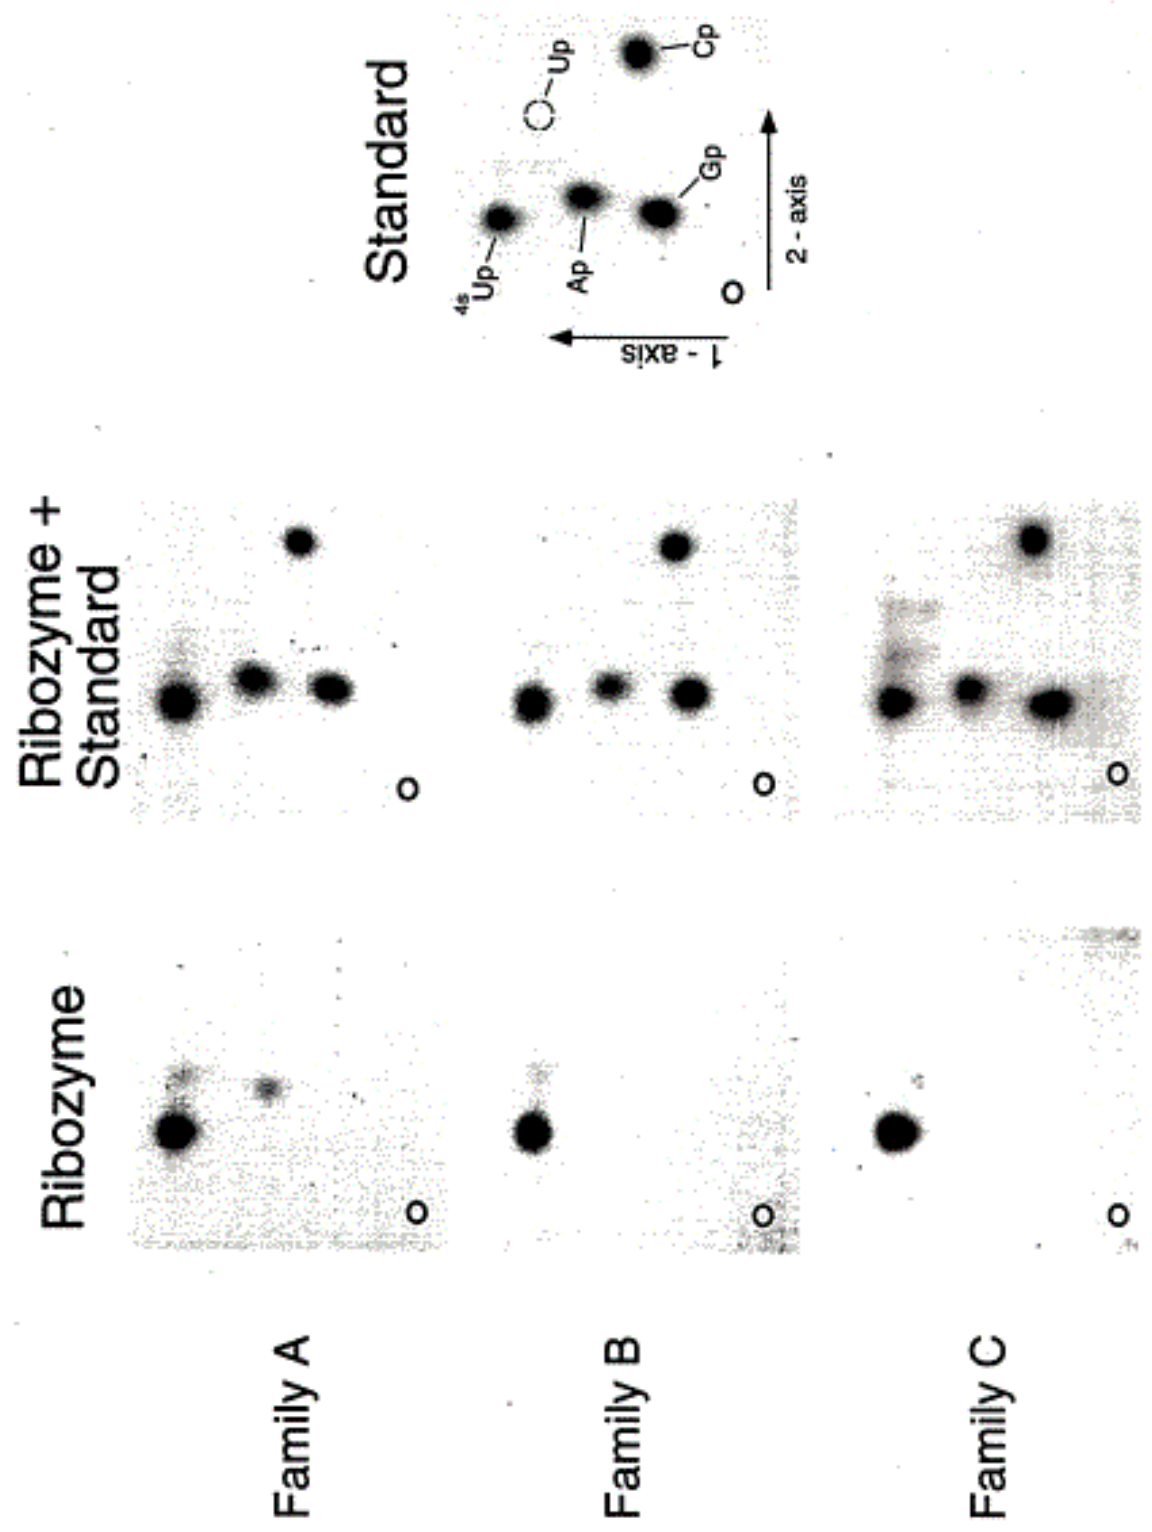 Ribozyme
Ribozyme +
Standard
Standard
Family A
Family B
Family C
4sUp
Up
Ap
Cp
Gp
1 - axis
2 - axis